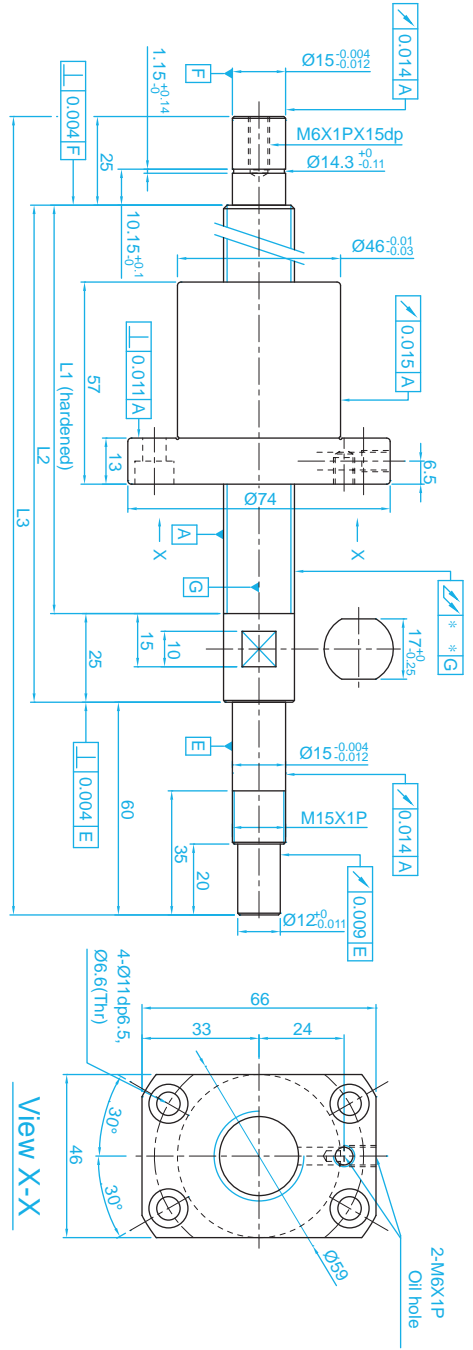 0.014 A
Ø15 -0.004 -0.012
F
1.15 +0.14 -0
0.004 F
25
M6X1PX15dp
Ø14.3 +0 -0.11
10.15 +0.1 -0
Ø46 -0.01 -0.03
0.015 A
0.011 A
57
13
6.5
L1 (hardened)
L2
L3
Ø74
X
X
A
G
* * G
17 +0 -0.25
15
10
25
0.004 E
E
Ø15 -0.004 -0.012
0.014 A
M15X1P
60
35
20
0.009 E
Ø12 +0 -0.011
4-Ø11dp6.5,
Ø6.6(Thr)
66
33
24
30°
30°
46
Ø59
2-M6X1P
Oil hole
View X-X